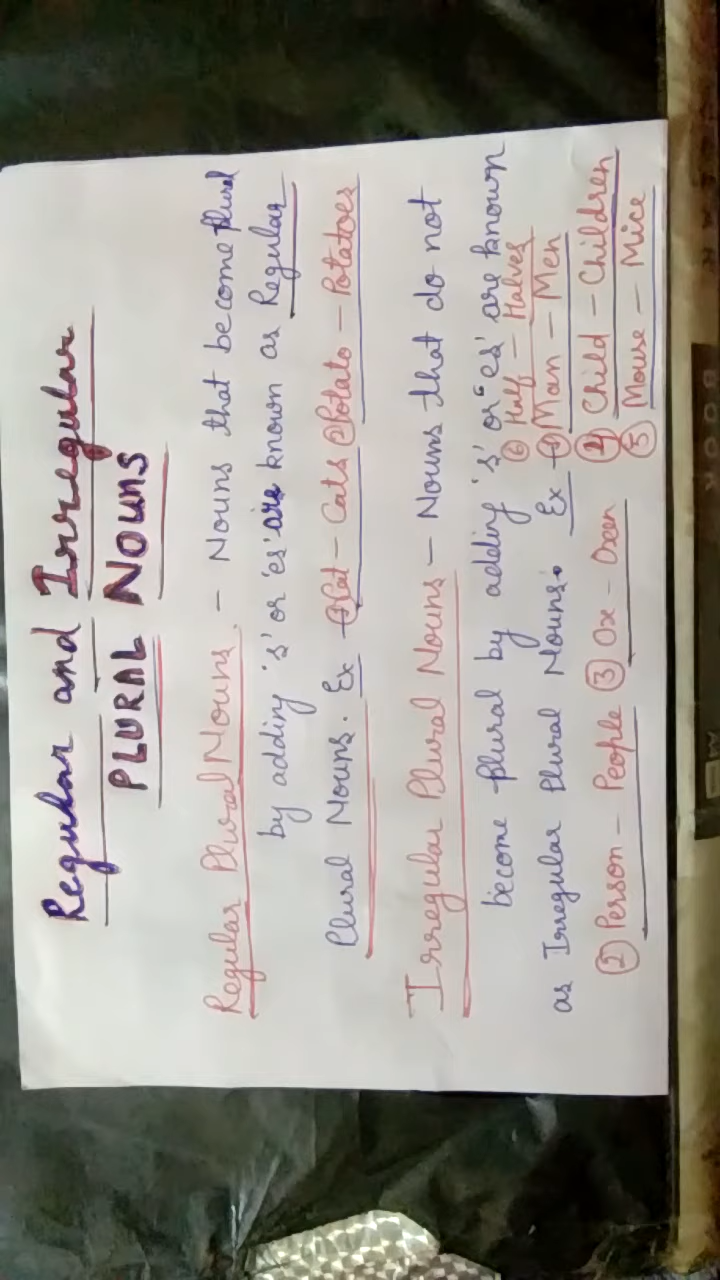 Regular and Irregular
PLURAL NOUNS
Regular Plural Nouns. - Nouns that become plural
by adding 's' or 'es' are known as Regular
Plural Nouns. Ex → ① Cat - Cats ② Potato - Potatoes
Irregular Plural Nouns - Nouns that do not
become plural by adding 's' or "es' are known
as Irregular Plural Nouns. Ex → ① Man - Men ⑥ Half - Halves
② Person - People ③ Ox - Oxen ④ Child - Children
⑤ Mouse - Mice